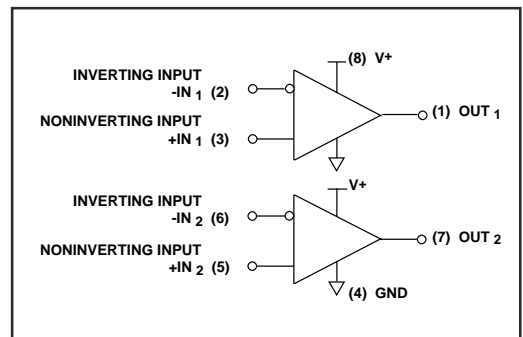 (8) V+
INVERTING INPUT
-IN 1 (2)
(1) OUT 1
NONINVERTING INPUT
+IN 1 (3)
V+
INVERTING INPUT
-IN 2 (6)
(7) OUT 2
NONINVERTING INPUT
+IN 2 (5)
(4) GND